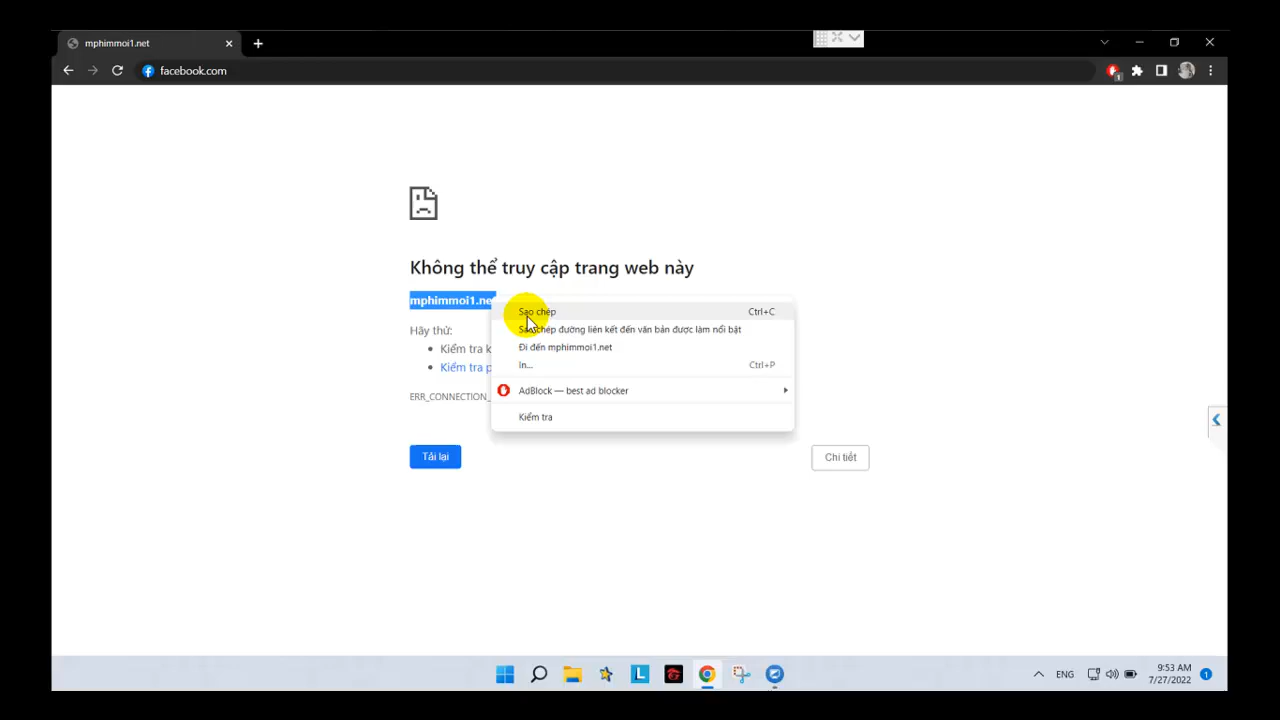 mphimmoi1.net
facebook.com
1
Không thể truy cập trang web này
mphimmoi1.ne
Sao chép Ctrl+C
Hãy thử:
Sao chép đường liên kết đến văn bản được làm nổi bật
Kiểm tra k
Đi đến mphimmoi1.net
Kiểm tra p
In... Ctrl+P
AdBlock — best ad blocker
ERR_CONNECTION_
Kiểm tra
Tải lại
Chi tiết
L
ENG
9:53 AM
7/27/2022
1